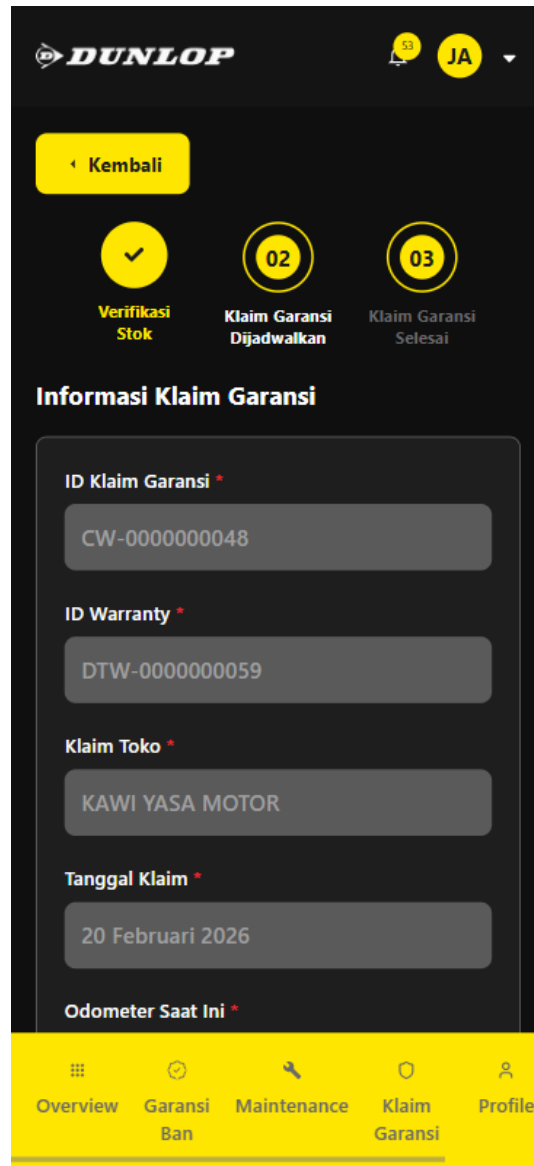 DUNLOP
53
JA
Kembali
02
03
Verifikasi
Stok
Klaim Garansi
Dijadwalkan
Klaim Garansi
Selesai
Informasi Klaim Garansi
ID Klaim Garansi *
CW-0000000048
ID Warranty *
DTW-0000000059
Klaim Toko *
KAWI YASA MOTOR
Tanggal Klaim *
20 Februari 2026
Odometer Saat Ini *
Overview
Garansi
Ban
Maintenance
Klaim
Garansi
Profile